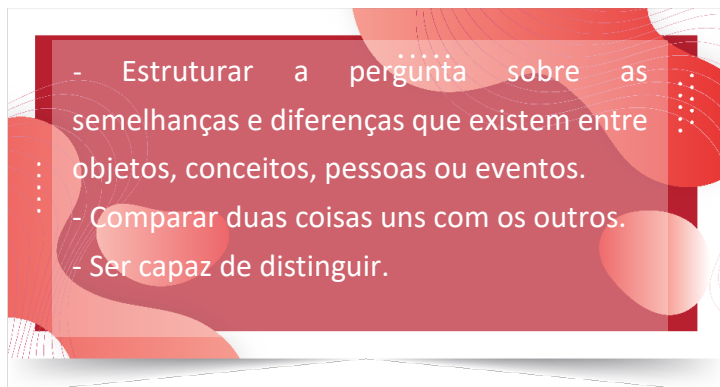 - Estruturar a pergunta sobre as
semelhanças e diferenças que existem entre
objetos, conceitos, pessoas ou eventos.
- Comparar duas coisas uns com os outros.
- Ser capaz de distinguir.